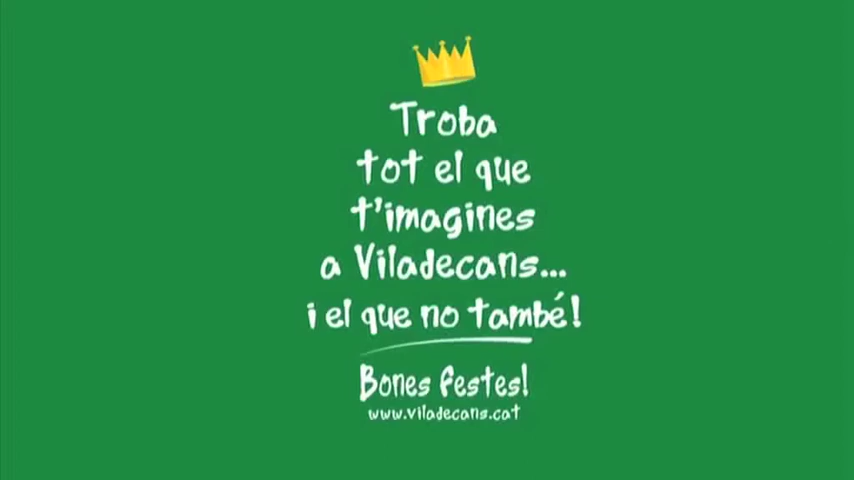 Troba
tot el que
t'imagines
a Viladecans...
i el que no també!
Bones festes!
www.viladecans.cat